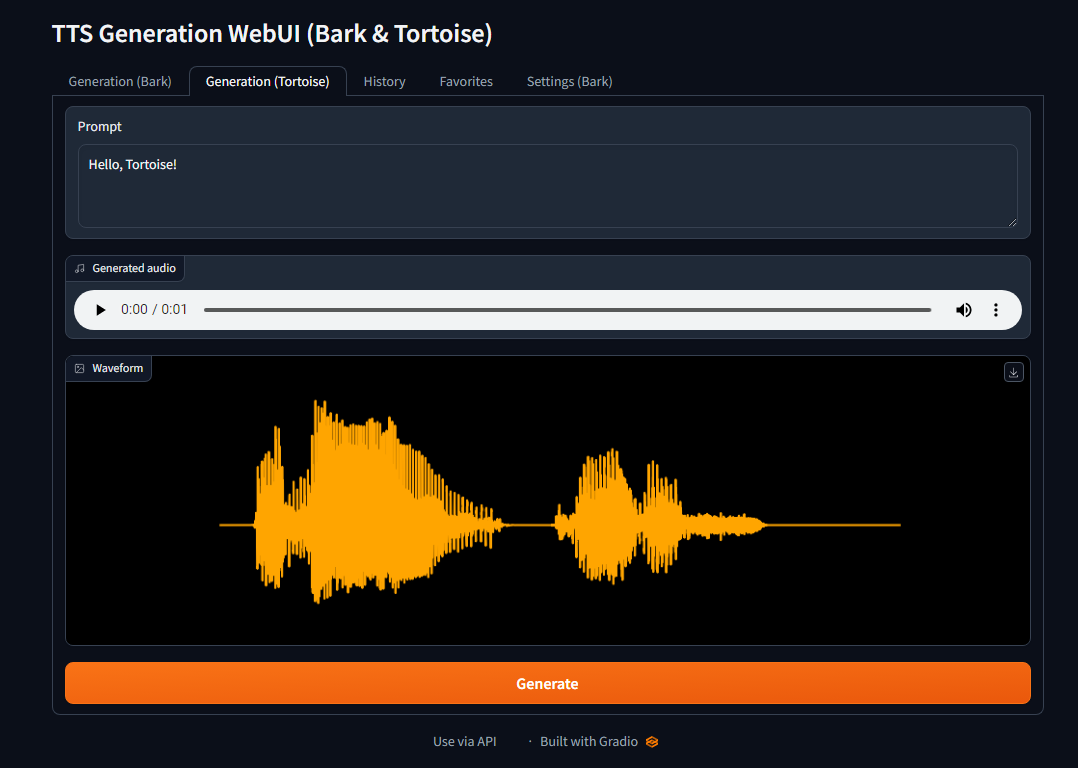 TTS Generation WebUI (Bark & Tortoise)
Generation (Bark) Generation (Tortoise) History Favorites Settings (Bark)
Prompt
Hello, Tortoise!
Generated audio
0:00 / 0:01
Waveform
Generate
Use via API · Built with Gradio